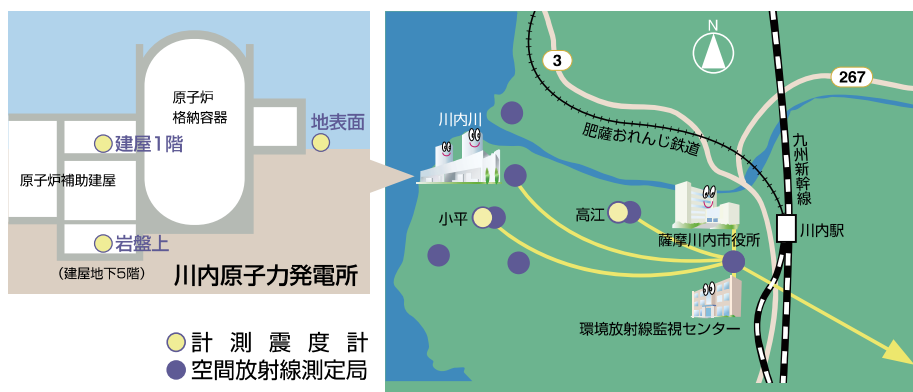 原子炉
格納容器
地表面
建屋1階
原子炉補助建屋
岩盤上
(建屋地下5階)
川内原子力発電所
計測震度計
空間放射線測定局
N
3
267
川内川
肥薩おれんじ鉄道
九州新幹線
小平
高江
薩摩川内市役所
川内駅
環境放射線監視センター